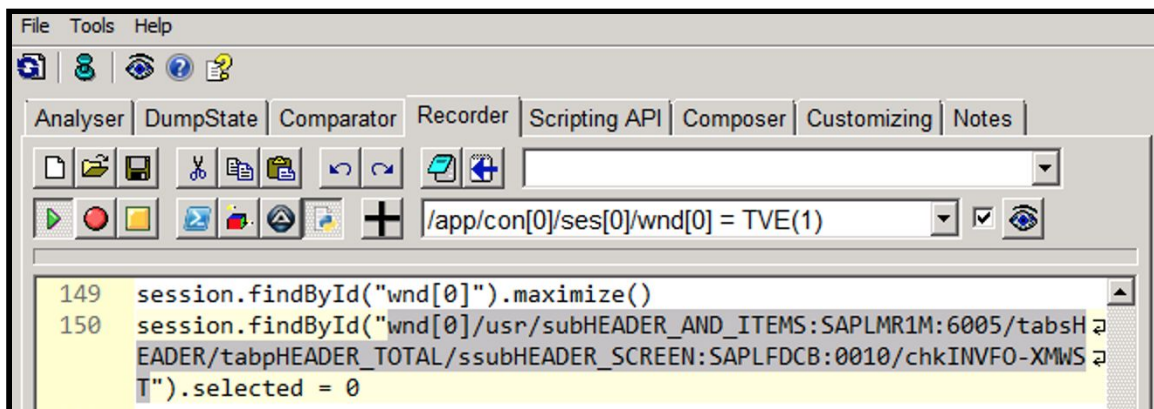 File Tools Help
Analyser DumpState Comparator Recorder Scripting API Composer Customizing Notes
/app/con[0]/ses[0]/wnd[0] = TVE(1)
149 session.findById("wnd[0]").maximize()
150 session.findById("wnd[0]/usr/subHEADER_AND_ITEMS:SAPLMR1M:6005/tabsH
EADER/tabpHEADER_TOTAL/ssubHEADER_SCREEN:SAPLFDCB:0010/chkINVFO-XMWS
T").selected = 0